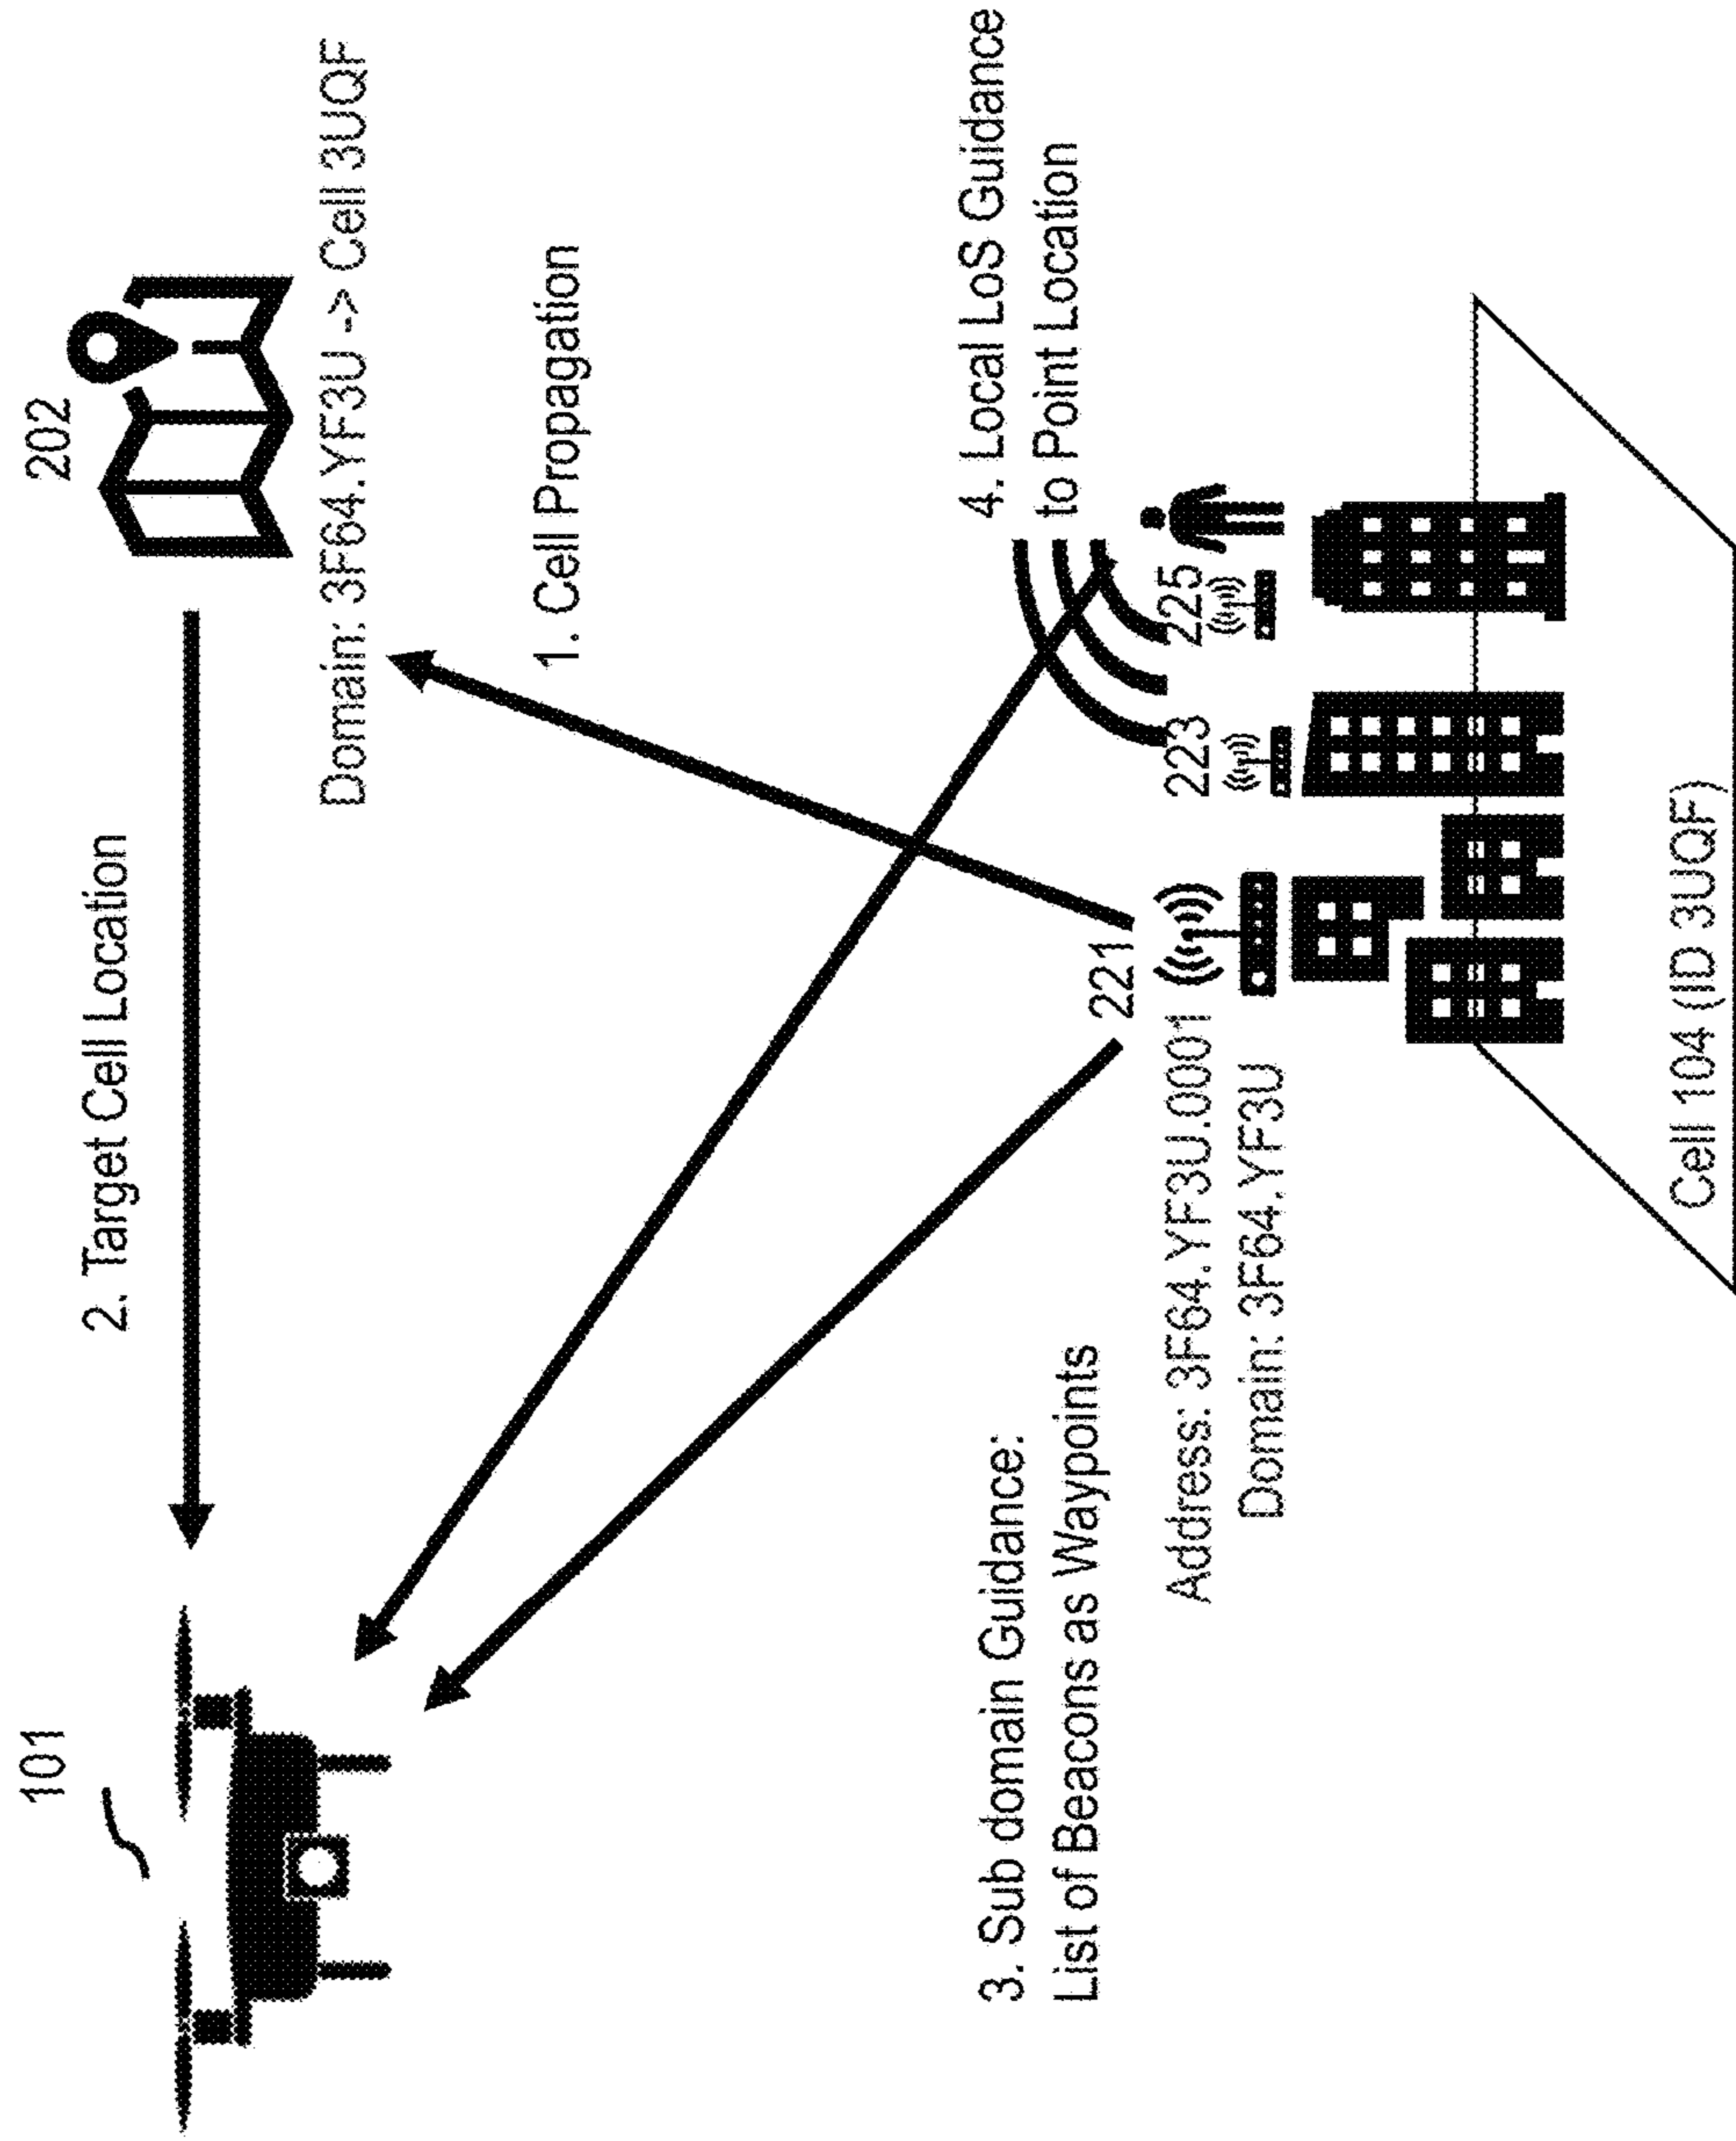 101
2. Target Cell Location
202
Domain: 3F64.YF3U -> Cell 3UQF
1. Cell Propagation
3. Sub domain Guidance:
List of Beacons as Waypoints
4. Local LoS Guidance
to Point Location
221
223
225
Address: 3F64.YF3U.0001
Domain: 3F64.YF3U
Cell 104 (ID 3UQF)